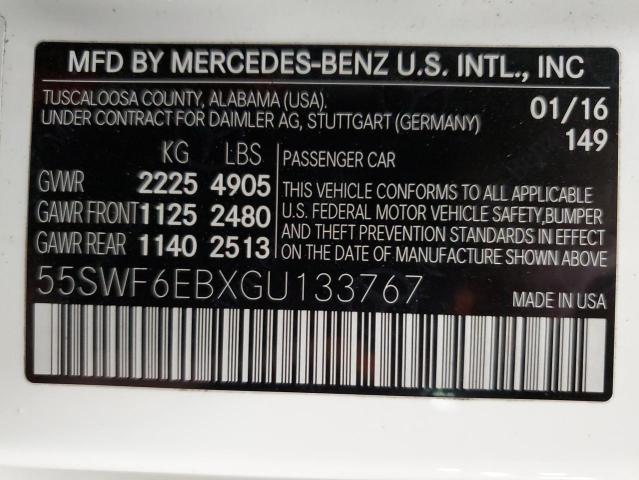 MFD BY MERCEDES-BENZ U.S. INTL., INC
TUSCALOOSA COUNTY, ALABAMA (USA). 01/16
UNDER CONTRACT FOR DAIMLER AG, STUTTGART (GERMANY) 149
KG LBS PASSENGER CAR
GVWR 2225 4905 THIS VEHICLE CONFORMS TO ALL APPLICABLE
GAWR FRONT 1125 2480 U.S. FEDERAL MOTOR VEHICLE SAFETY, BUMPER
GAWR REAR 1140 2513 AND THEFT PREVENTION STANDARDS IN EFFECT
ON THE DATE OF MANUFACTURE SHOWN ABOVE
55SWF6EBXGU133767 MADE IN USA